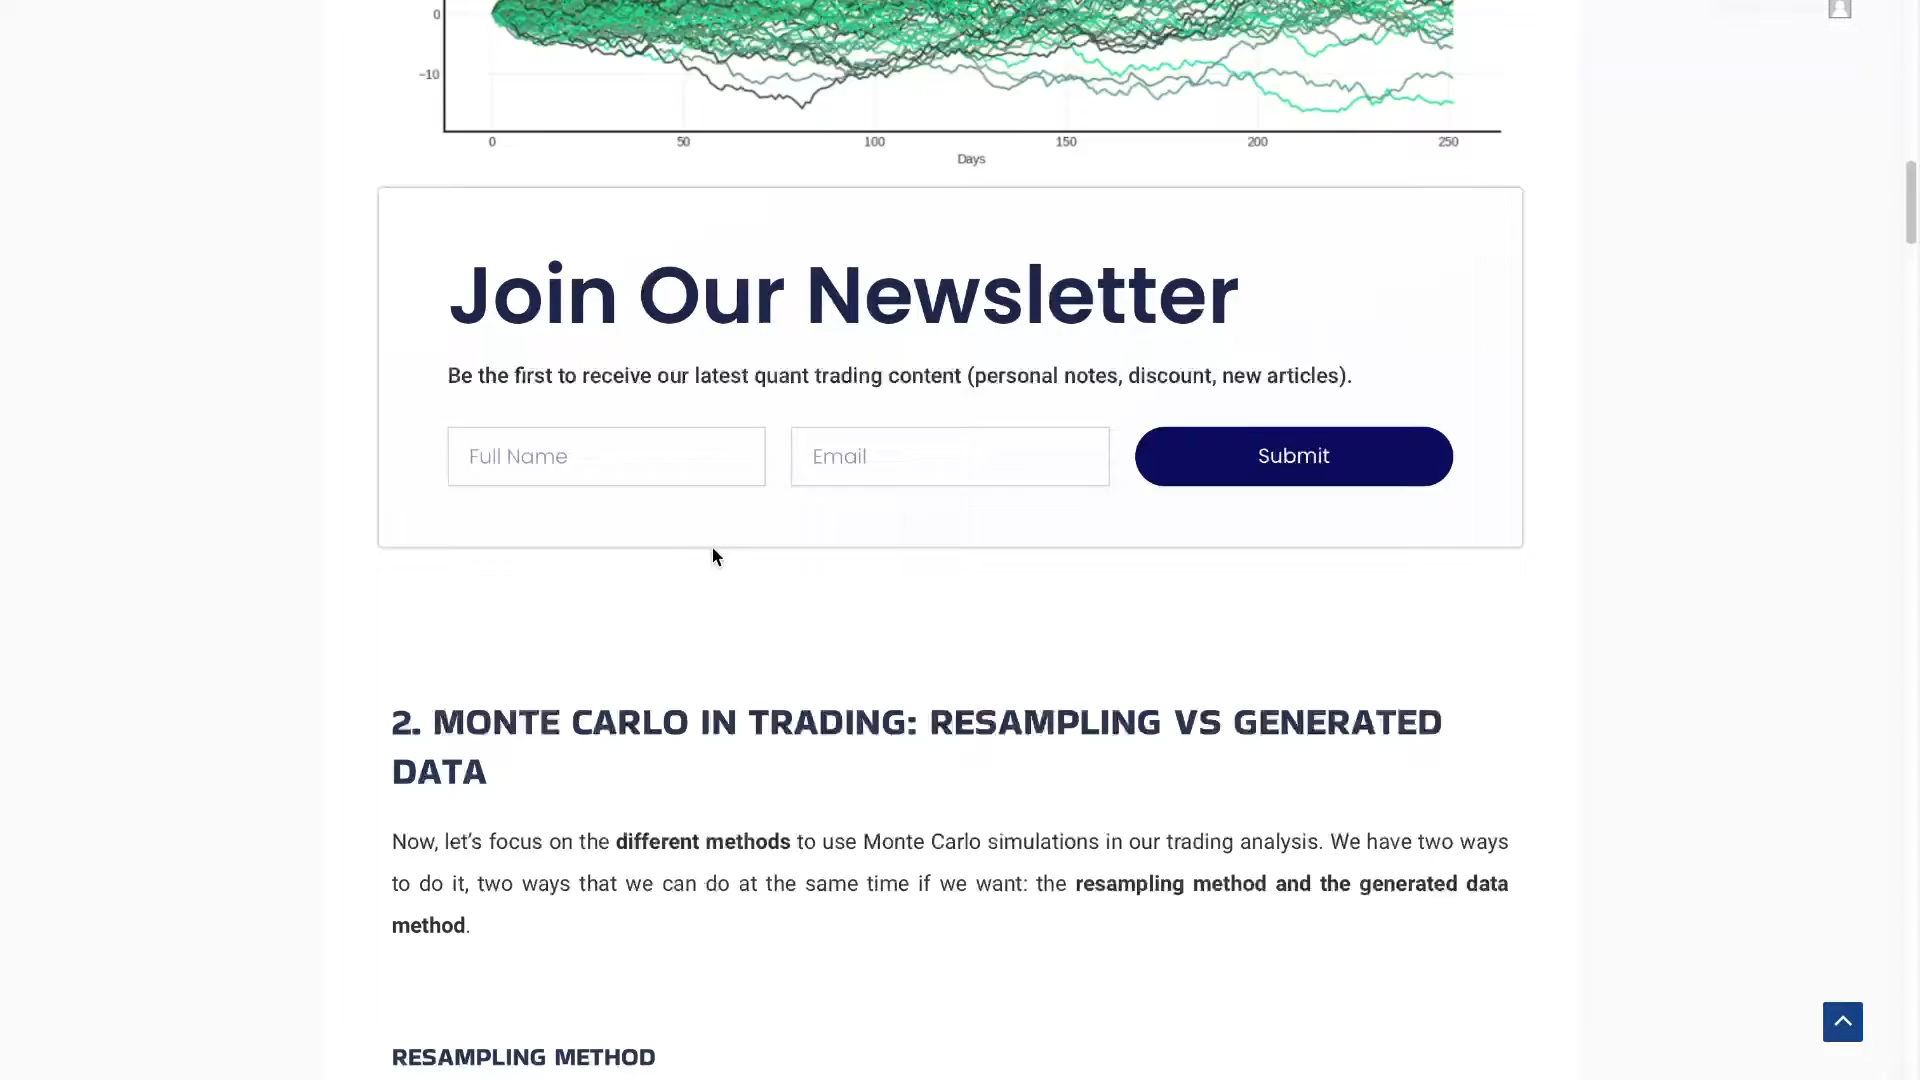 0
−10
0 50 100 150 200 250
Days
Join Our Newsletter
Be the first to receive our latest quant trading content (personal notes, discount, new articles).
Full Name Email Submit
2. MONTE CARLO IN TRADING: RESAMPLING VS GENERATED
DATA
Now, let’s focus on the different methods to use Monte Carlo simulations in our trading analysis. We have two ways
to do it, two ways that we can do at the same time if we want: the resampling method and the generated data
method.
RESAMPLING METHOD